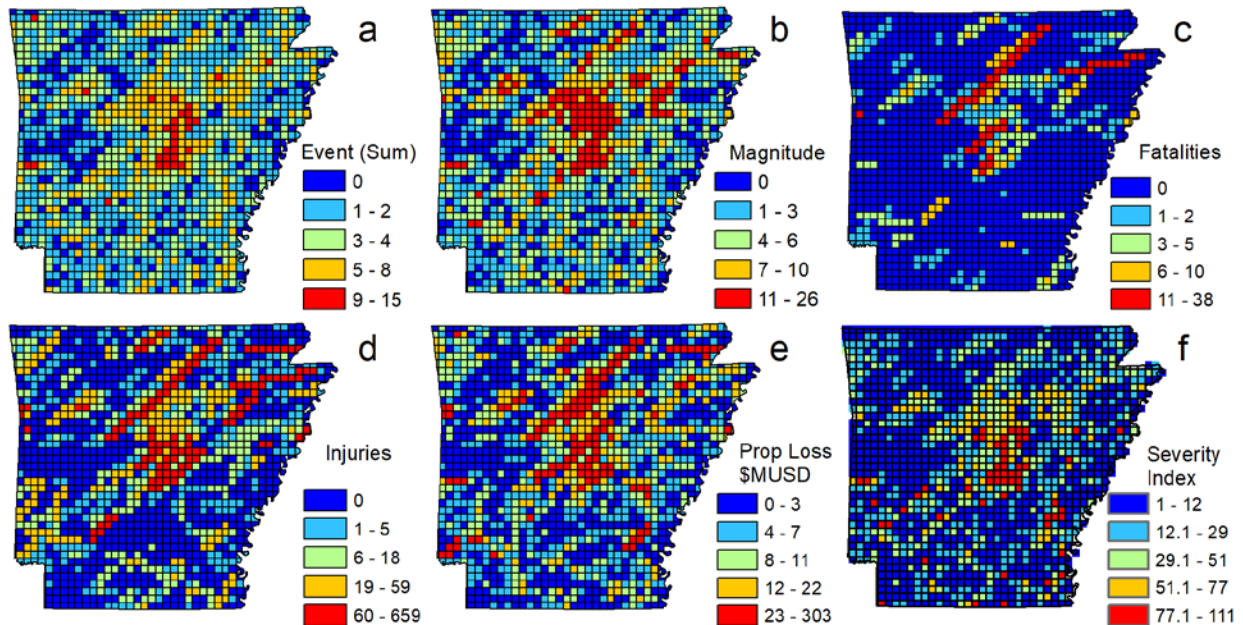 a
Event (Sum)
0
1 - 2
3 - 4
5 - 8
9 - 15
b
Magnitude
0
1 - 3
4 - 6
7 - 10
11 - 26
c
Fatalities
0
1 - 2
3 - 5
6 - 10
11 - 38
d
Injuries
0
1 - 5
6 - 18
19 - 59
60 - 659
e
Prop Loss
$MUSD
0 - 3
4 - 7
8 - 11
12 - 22
23 - 303
f
Severity
Index
1 - 12
12.1 - 29
29.1 - 51
51.1 - 77
77.1 - 111